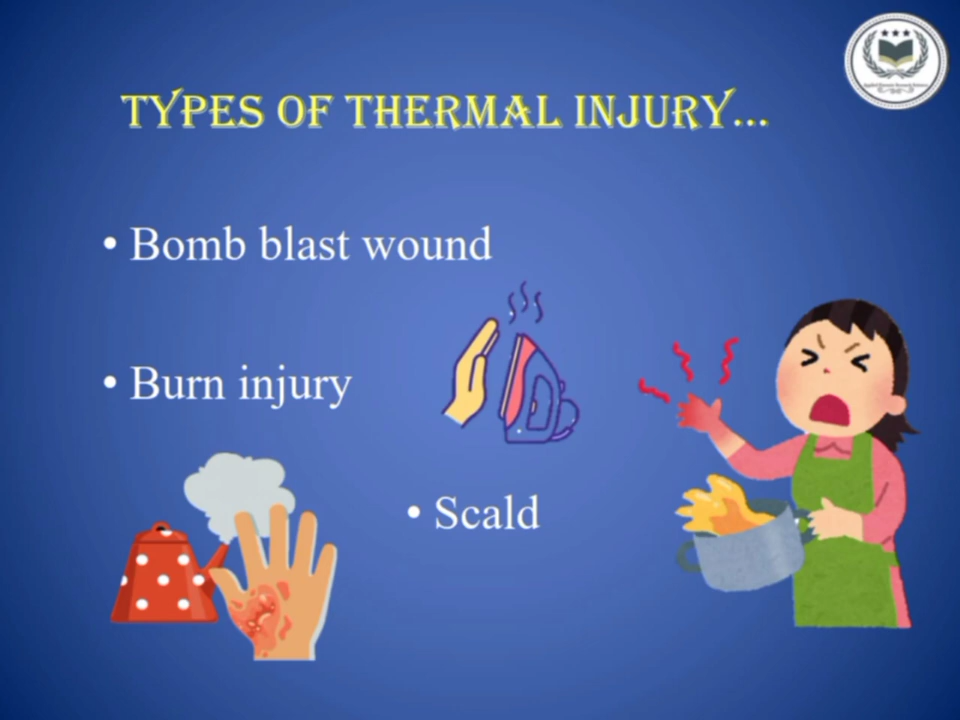 TYPES OF THERMAL INJURY...
• Bomb blast wound
• Burn injury
• Scald